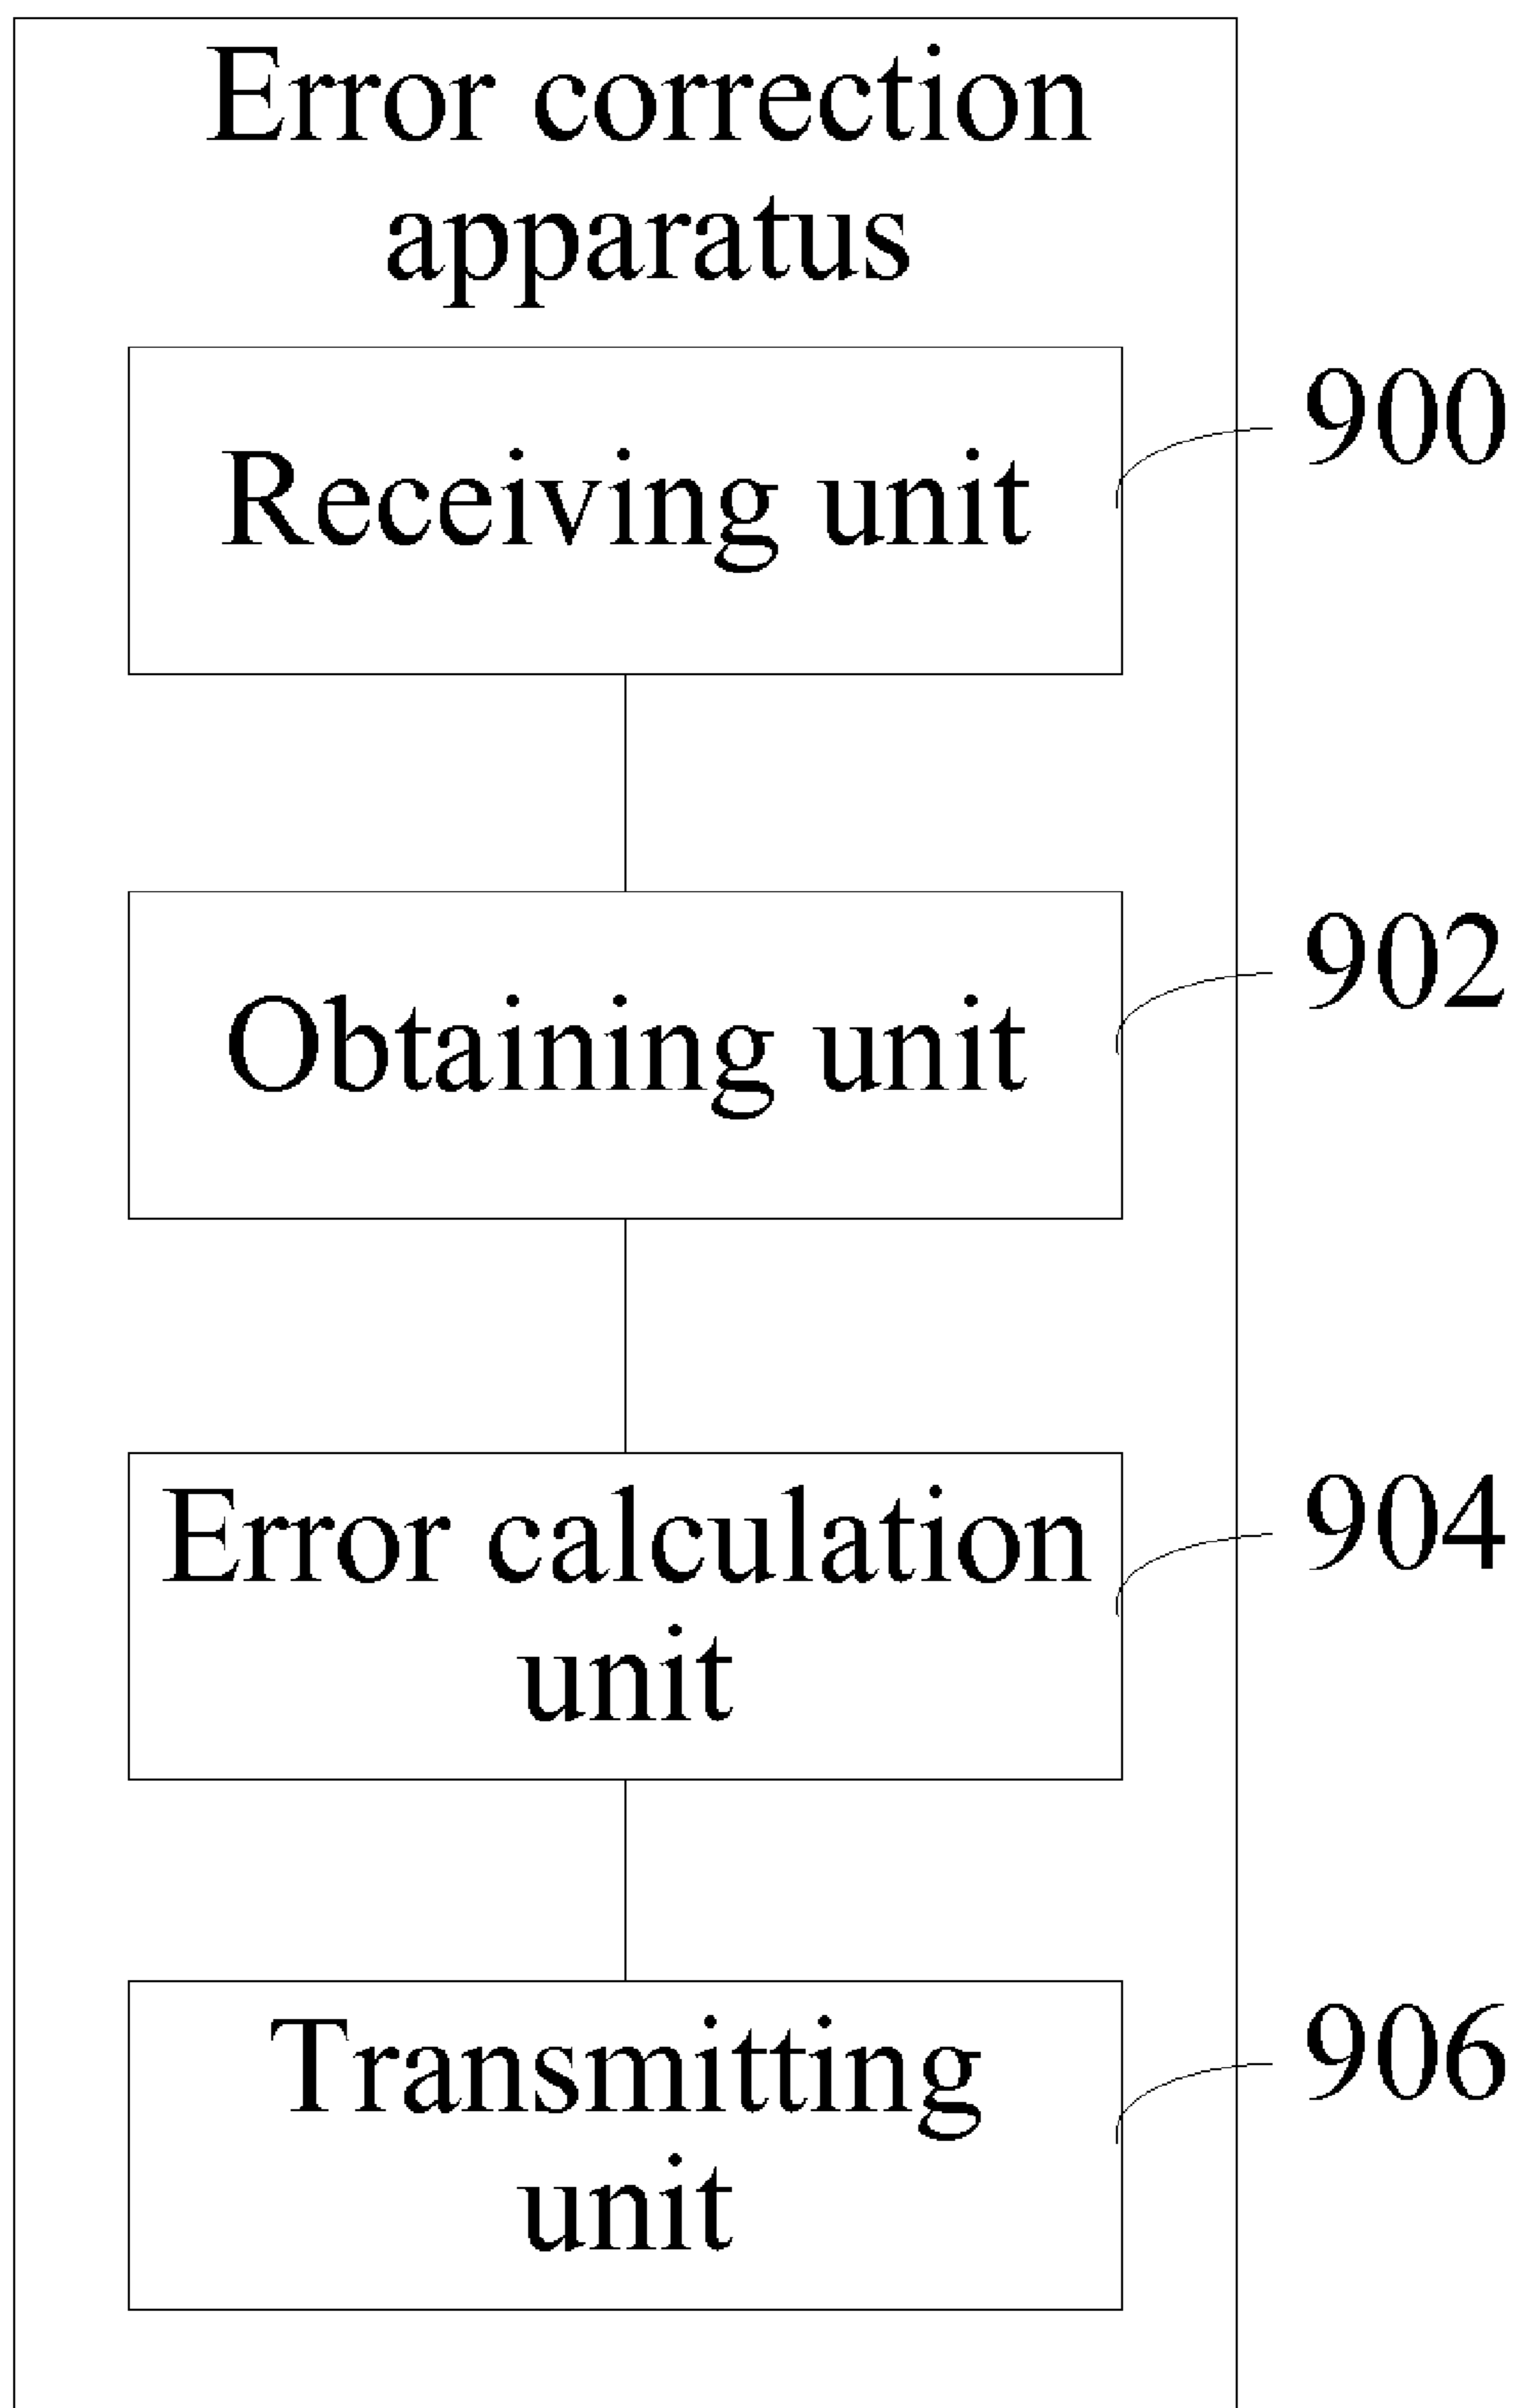 Error correction
apparatus
900
Receiving unit
902
Obtaining unit
904
Error calculation
unit
906
Transmitting
unit